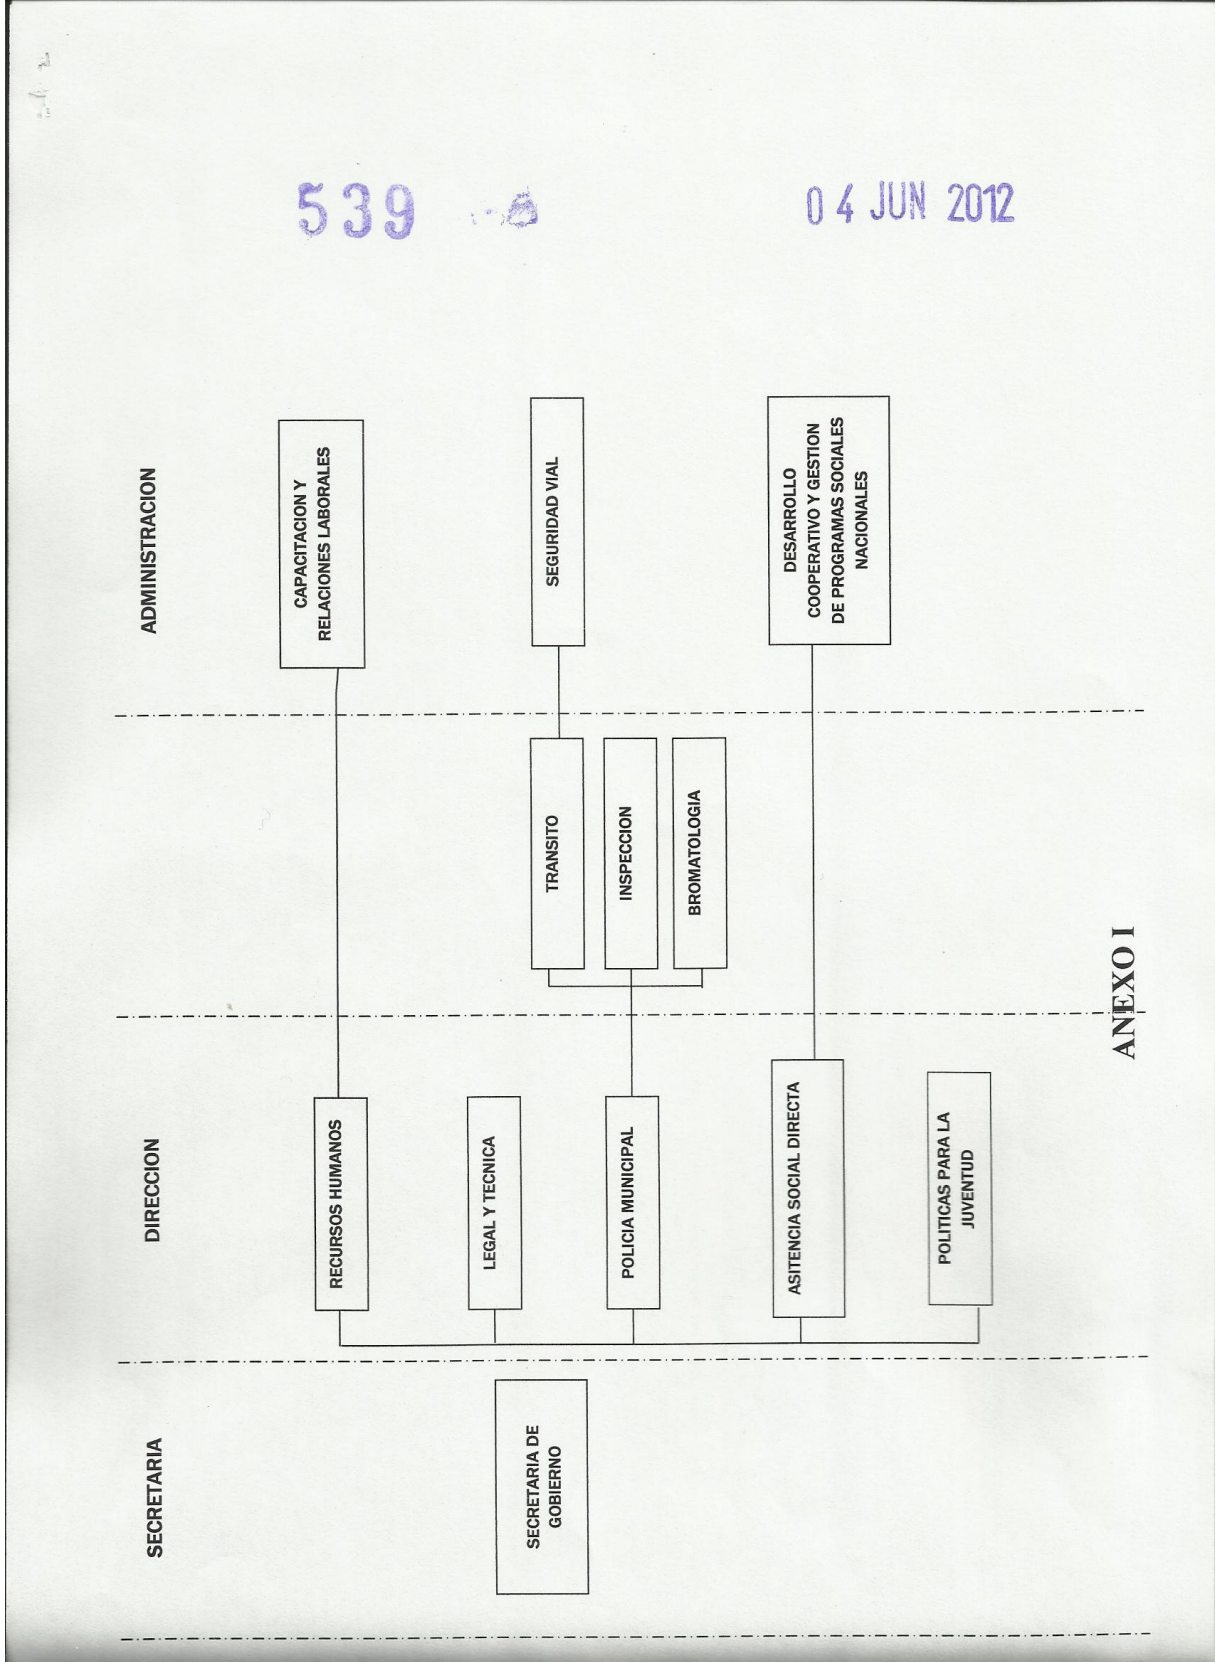 539
04 JUN 2012
SECRETARIA
DIRECCION
ADMINISTRACION
SECRETARIA DE
GOBIERNO
RECURSOS HUMANOS
CAPACITACION Y
RELACIONES LABORALES
LEGAL Y TECNICA
POLICIA MUNICIPAL
TRANSITO
INSPECCION
BROMATOLOGIA
SEGURIDAD VIAL
ASITENCIA SOCIAL DIRECTA
DESARROLLO
COOPERATIVO Y GESTION
DE PROGRAMAS SOCIALES
NACIONALES
POLITICAS PARA LA
JUVENTUD
ANEXO I